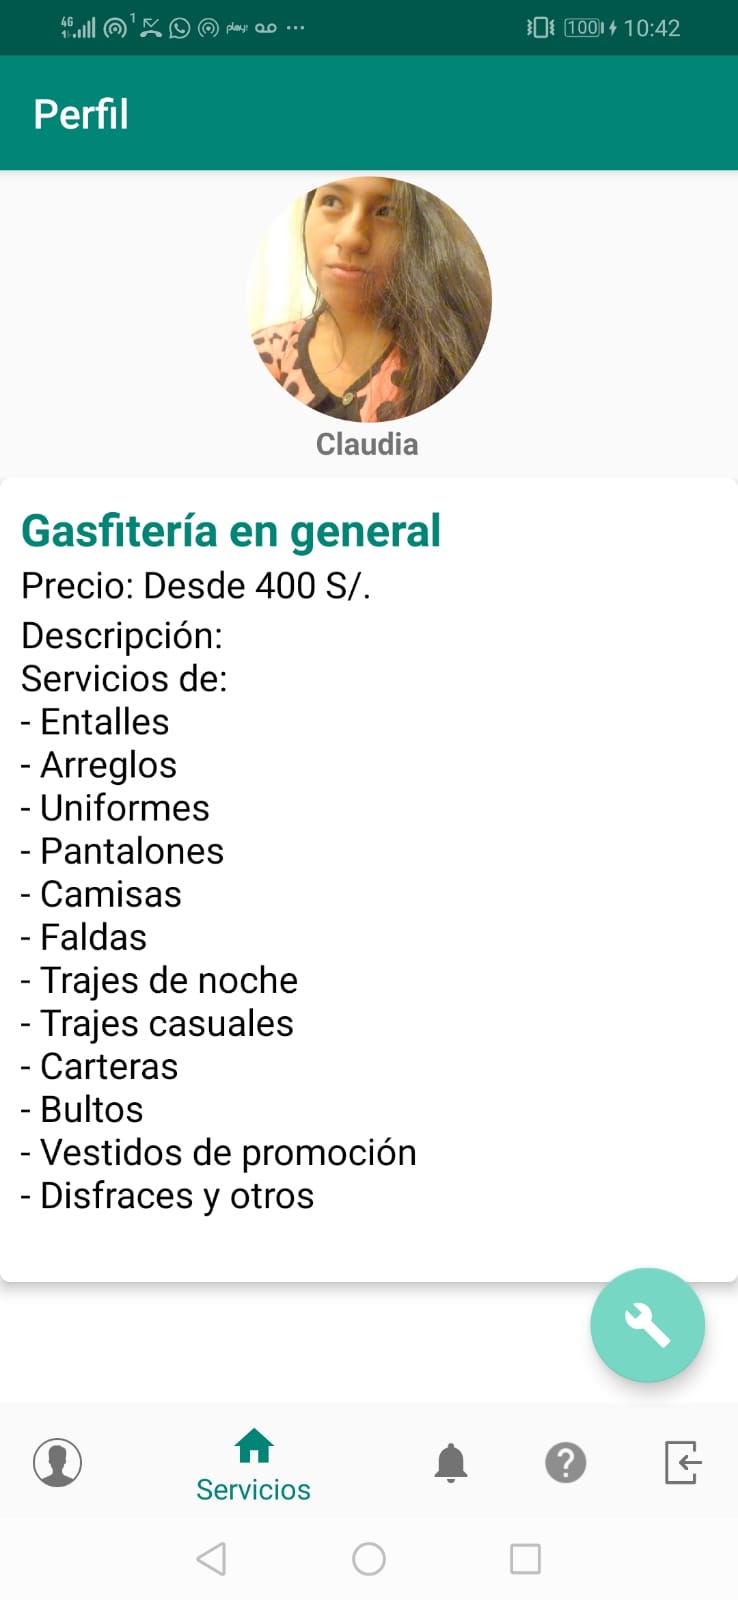 4G
1
play!
100
10:42
Perfil
Claudia
Gasfitería en general
Precio: Desde 400 S/.
Descripción:
Servicios de:
- Entalles
- Arreglos
- Uniformes
- Pantalones
- Camisas
- Faldas
- Trajes de noche
- Trajes casuales
- Carteras
- Bultos
- Vestidos de promoción
- Disfraces y otros
Servicios